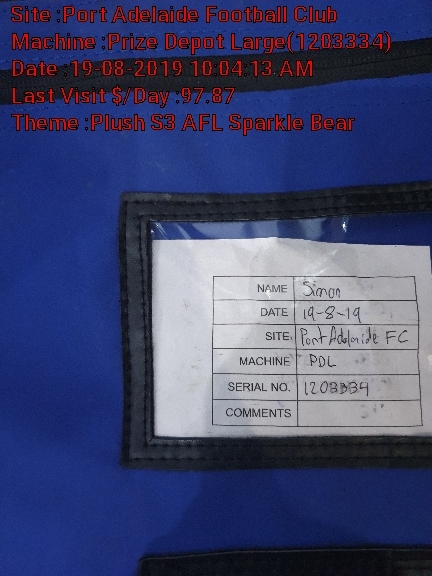 Site :Port Adelaide Football Club
Machine :Prize Depot Large(1203334)
Date :19-08-2019 10:04:13 AM
Last Visit $/Day :97.87
Theme :Plush S3 AFL Sparkle Bear
NAME Simon
DATE 19-8-19
SITE: Port Adelaide FC
MACHINE PDL
SERIAL NO. 1203334
COMMENTS